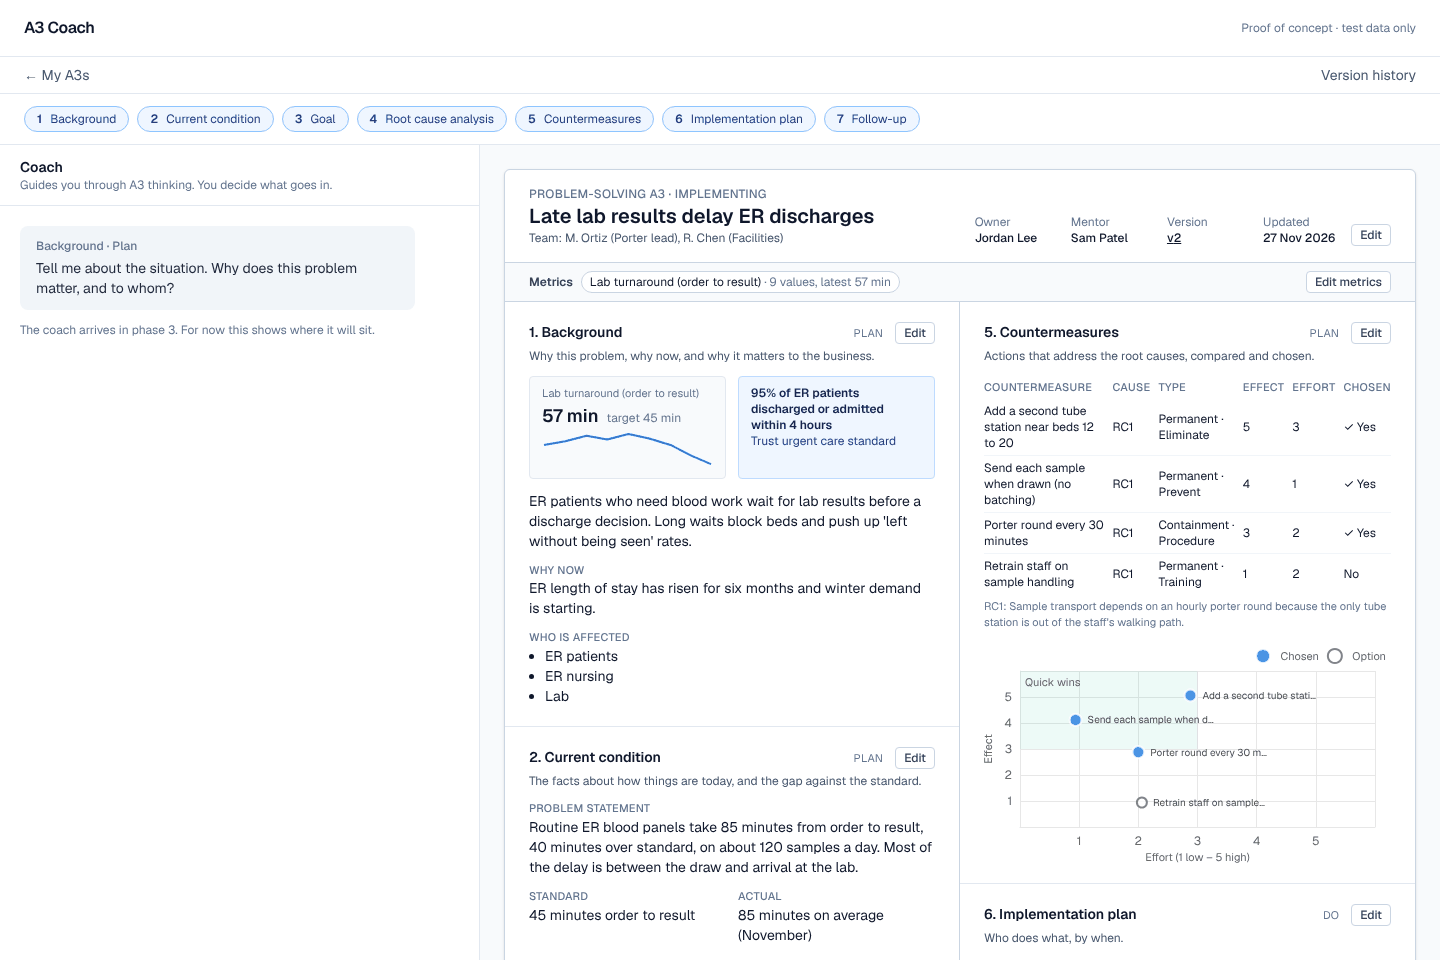 A3 Coach
Proof of concept · test data only
← My A3s
Version history
1 Background
2 Current condition
3 Goal
4 Root cause analysis
5 Countermeasures
6 Implementation plan
7 Follow-up
Coach
Guides you through A3 thinking. You decide what goes in.
Background · Plan
Tell me about the situation. Why does this problem
matter, and to whom?
The coach arrives in phase 3. For now this shows where it will sit.
PROBLEM-SOLVING A3 · IMPLEMENTING
Late lab results delay ER discharges
Team: M. Ortiz (Porter lead), R. Chen (Facilities)
Owner
Jordan Lee
Mentor
Sam Patel
Version
v2
Updated
27 Nov 2026
Edit
Metrics
Lab turnaround (order to result) · 9 values, latest 57 min
Edit metrics
1. Background
PLAN
Edit
Why this problem, why now, and why it matters to the business.
Lab turnaround (order to result)
57 min target 45 min
95% of ER patients
discharged or admitted
within 4 hours
Trust urgent care standard
ER patients who need blood work wait for lab results before a
discharge decision. Long waits block beds and push up 'left
without being seen' rates.
WHY NOW
ER length of stay has risen for six months and winter demand
is starting.
WHO IS AFFECTED
• ER patients
• ER nursing
• Lab
2. Current condition
PLAN
Edit
The facts about how things are today, and the gap against the standard.
PROBLEM STATEMENT
Routine ER blood panels take 85 minutes from order to result,
40 minutes over standard, on about 120 samples a day. Most of
the delay is between the draw and arrival at the lab.
STANDARD
45 minutes order to result
ACTUAL
85 minutes on average
(November)
5. Countermeasures
PLAN
Edit
Actions that address the root causes, compared and chosen.
COUNTERMEASURE CAUSE TYPE EFFECT EFFORT CHOSEN
Add a second tube
station near beds 12
to 20
RC1
Permanent ·
Eliminate
5
3
✓ Yes
Send each sample
when drawn (no
batching)
RC1
Permanent ·
Prevent
4
1
✓ Yes
Porter round every 30
minutes
RC1
Containment ·
Procedure
3
2
✓ Yes
Retrain staff on
sample handling
RC1
Permanent ·
Training
1
2
No
RC1: Sample transport depends on an hourly porter round because the only tube
station is out of the staff's walking path.
Chosen
Option
Quick wins
Effect
5
4
3
2
1
Add a second tube stati…
Send each sample when d…
Porter round every 30 m…
Retrain staff on sample…
1 2 3 4 5
Effort (1 low – 5 high)
6. Implementation plan
DO
Edit
Who does what, by when.